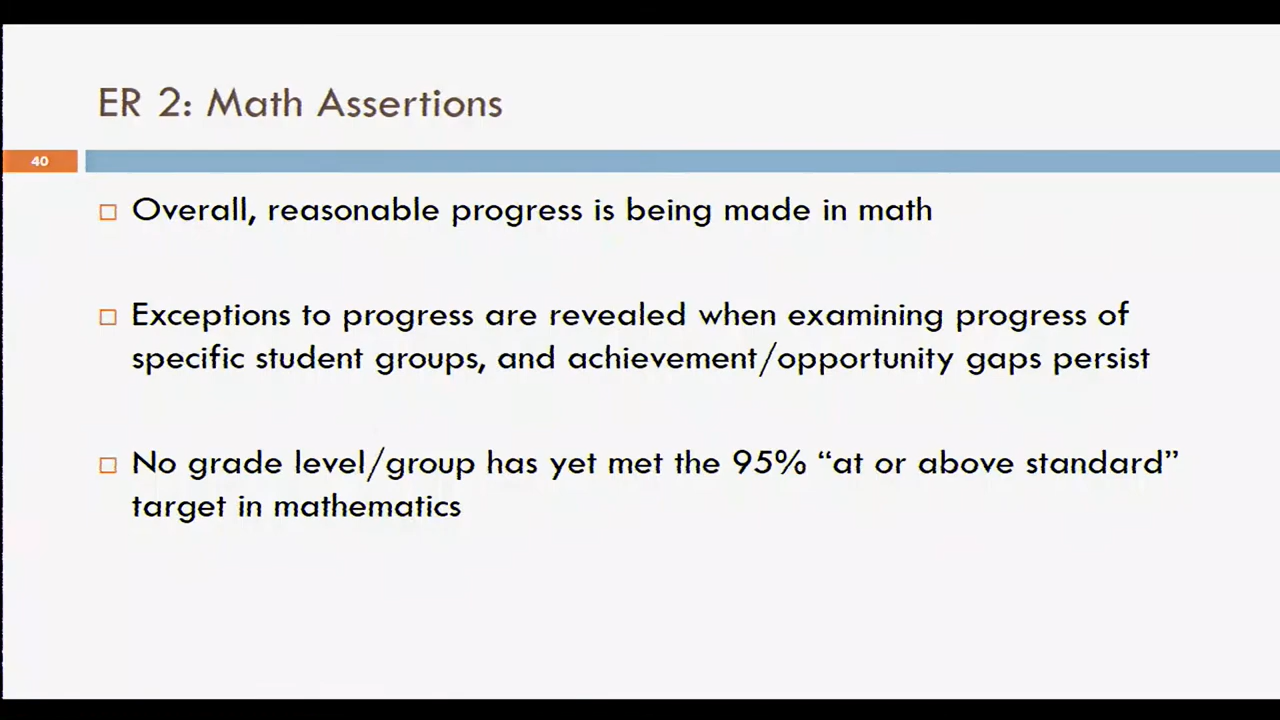 ER 2: Math Assertions
40
Overall, reasonable progress is being made in math
Exceptions to progress are revealed when examining progress of
specific student groups, and achievement/opportunity gaps persist
No grade level/group has yet met the 95% “at or above standard”
target in mathematics